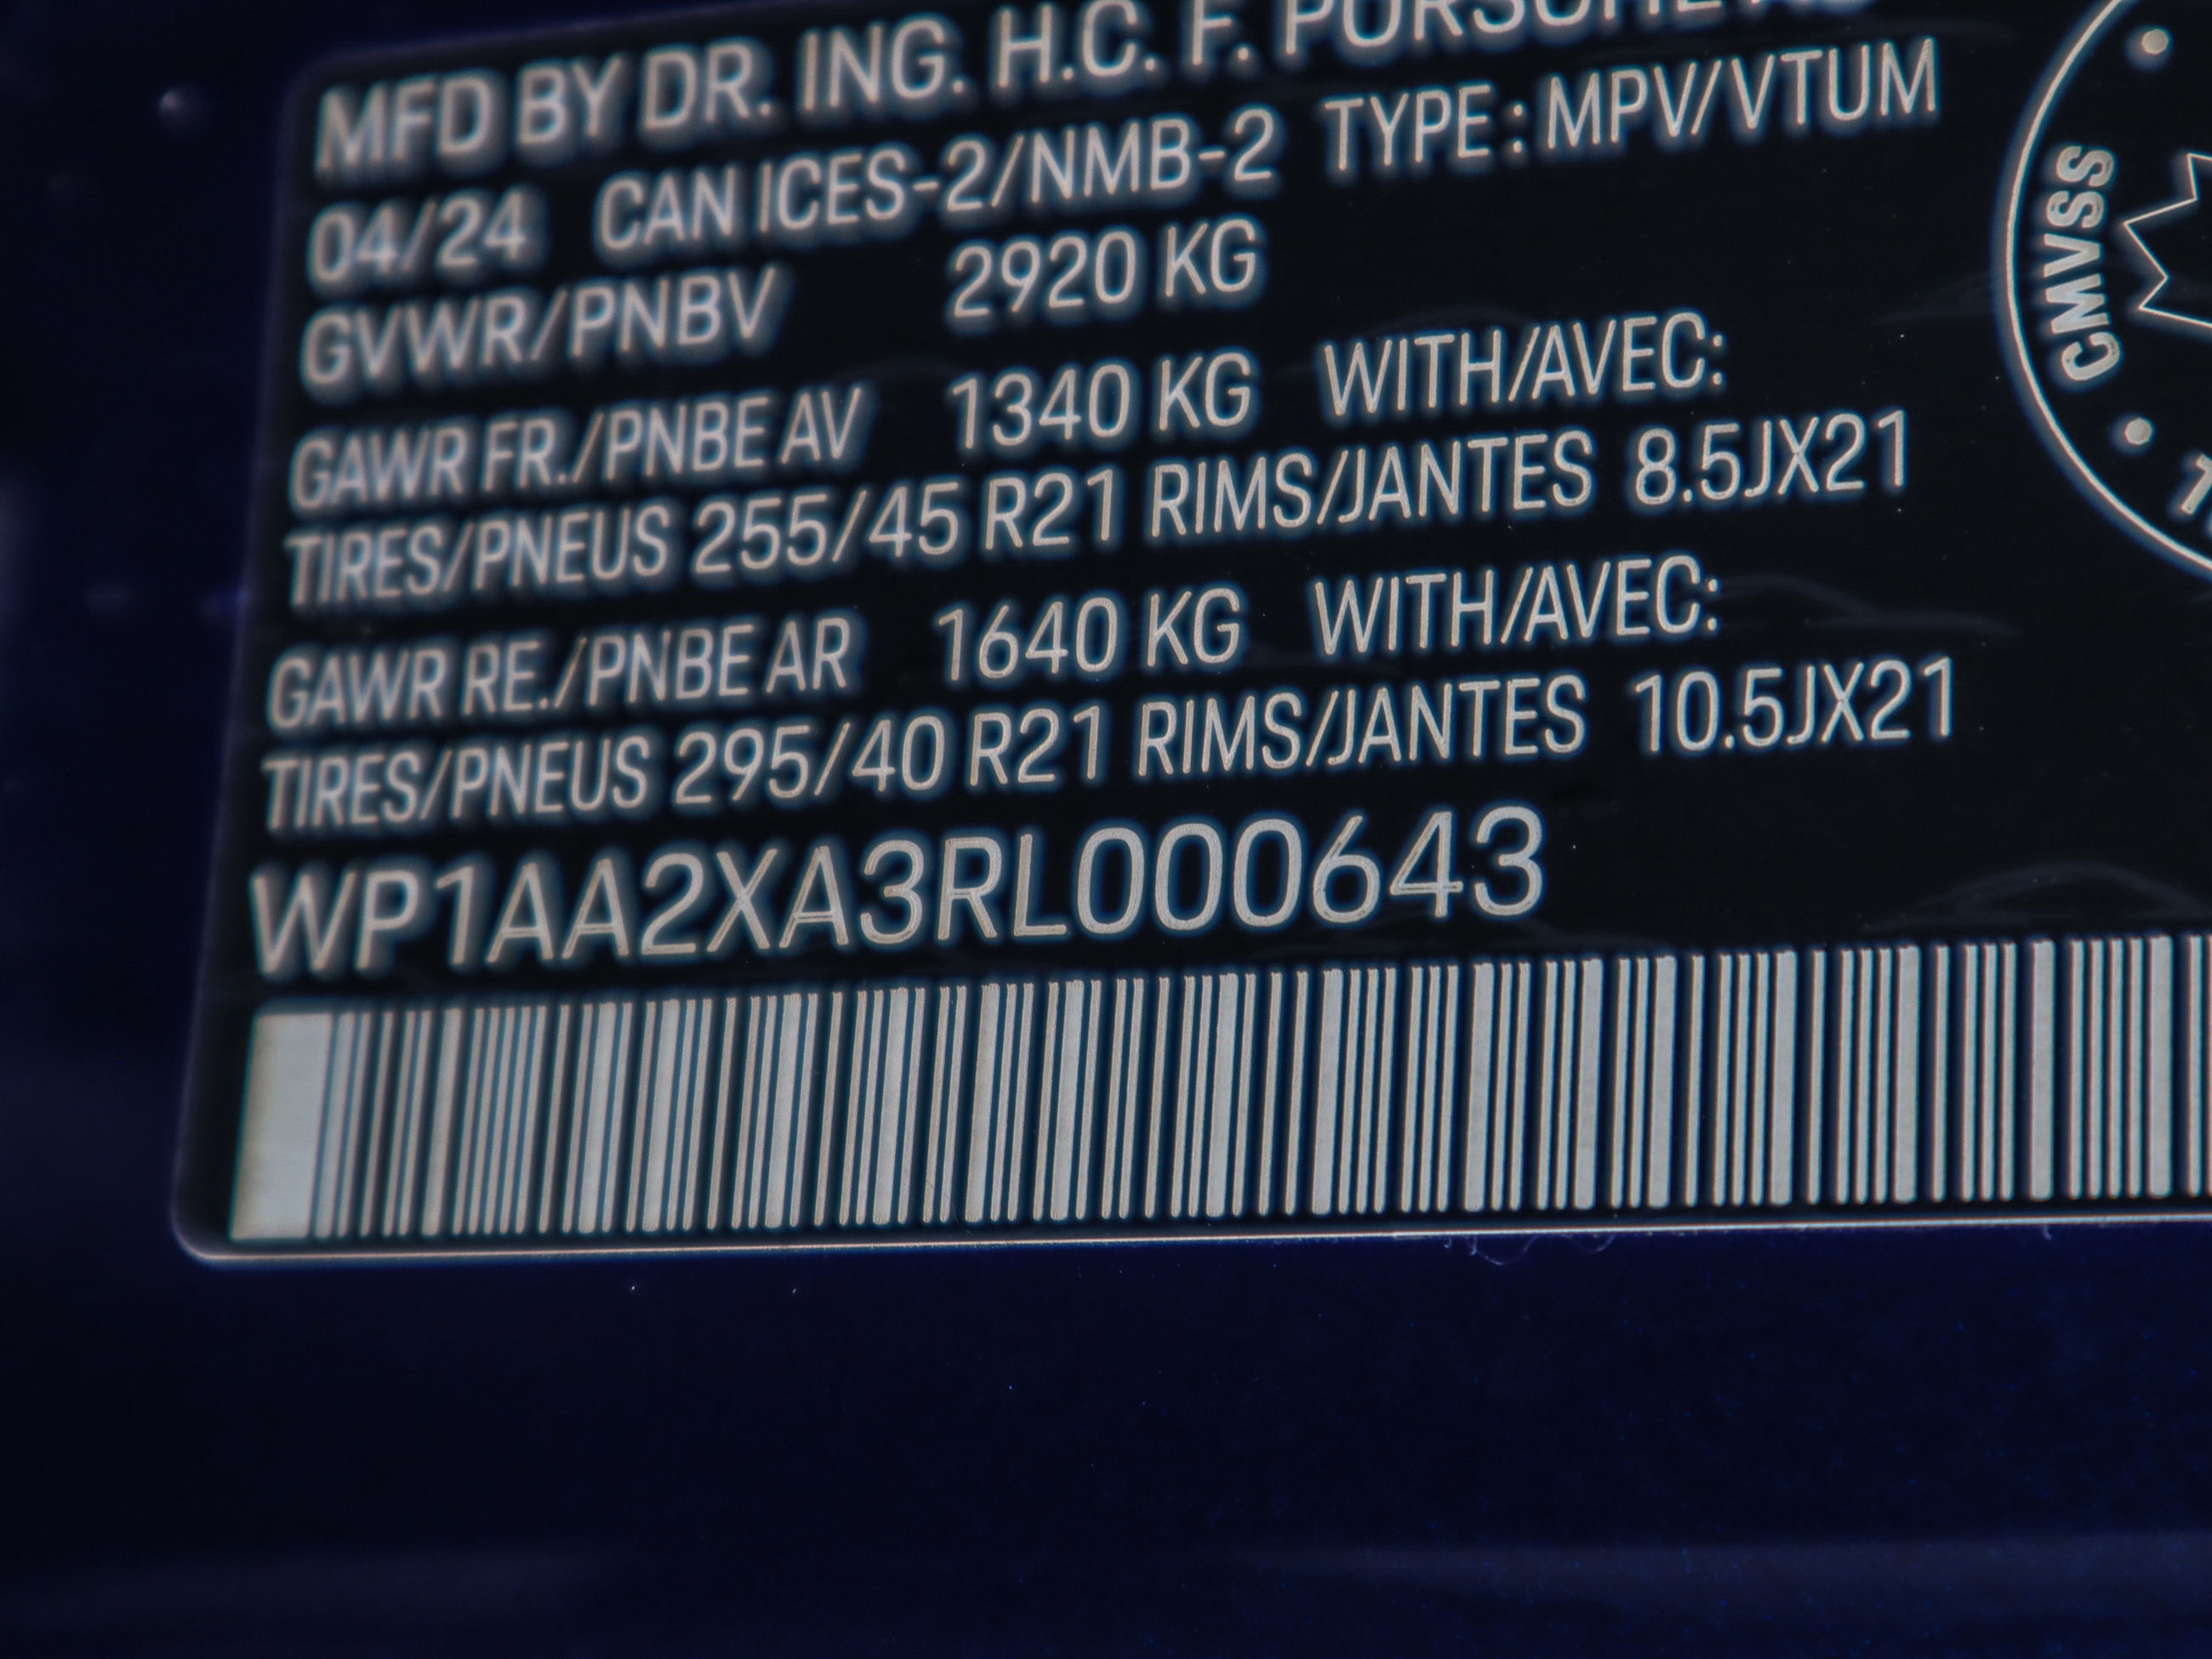 MFD BY DR. ING. H.C. F. PORSCHE
04/24 CAN ICES-2/NMB-2 TYPE: MPV/VTUM
GVWR/PNBV 2920 KG
GAWR FR./PNBE AV 1340 KG WITH/AVEC:
TIRES/PNEUS 255/45 R21 RIMS/JANTES 8.5JX21
GAWR RE./PNBE AR 1640 KG WITH/AVEC:
TIRES/PNEUS 295/40 R21 RIMS/JANTES 10.5JX21
WP1AA2XA3RL000643
CMVSS